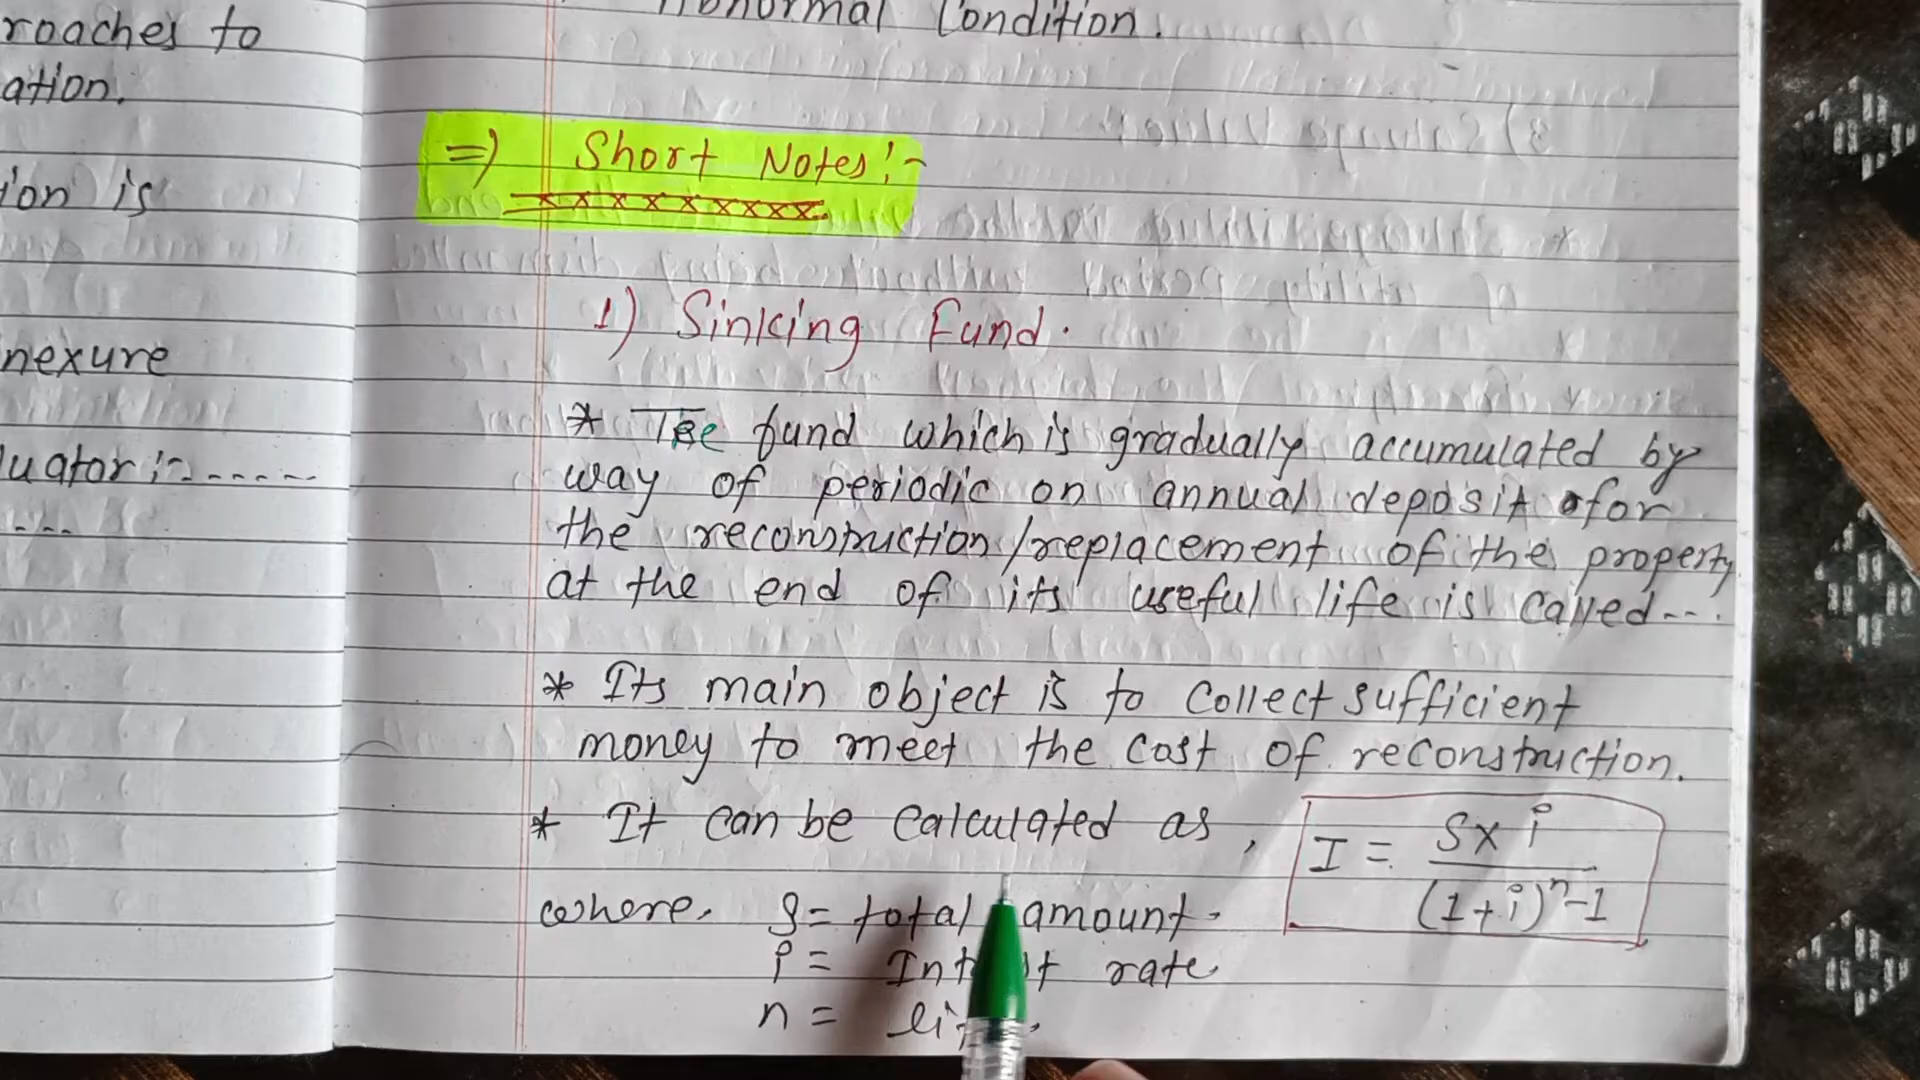 roaches to
ation.
ion is
nexure
luator :- -----
----
Abnormal Condition.
=) Short Notes:-
xxxxxxxxx
1) Sinking Fund.
* The fund which is gradually accumulated by
way of periodic on annual deposit for
the reconstruction/replacement of the property
at the end of its useful life is called---.
* Its main object is to collect sufficient
money to meet the cost of reconstruction.
* It can be calculated as, I = S x i / (1+i)^n-1
where. S = total amount.
i = rate
n =